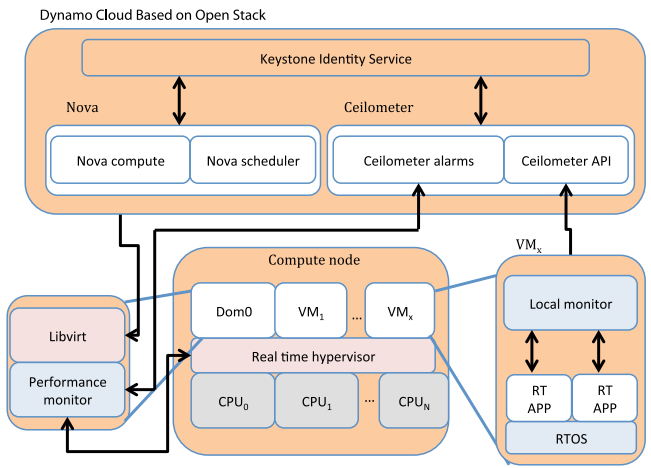 Dynamo Cloud Based on Open Stack
Keystone Identity Service
Nova
Ceilometer
Nova compute
Nova scheduler
Ceilometer alarms
Ceilometer API
Compute node
VMx
Dom0
VM1
...
VMx
Local monitor
Libvirt
Real time hypervisor
Performance
monitor
CPU0
CPU1
...
CPUN
RT
APP
RT
APP
RTOS